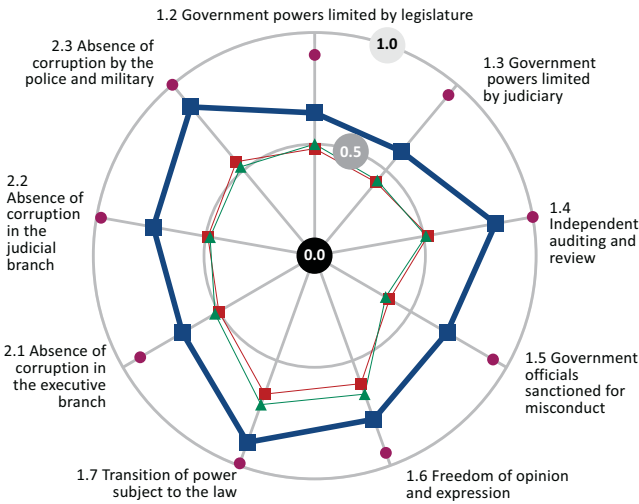 1.2 Government powers limited by legislature
1.0
2.3 Absence of
corruption by the
police and military
1.3 Government
powers limited
by judiciary
0.5
2.2
Absence of
corruption
in the
judicial
branch
1.4
Independent
auditing and
review
0.0
2.1 Absence of
corruption in
the executive
branch
1.5 Government
officials
sanctioned for
misconduct
1.7 Transition of power
subject to the law
1.6 Freedom of opinion
and expression